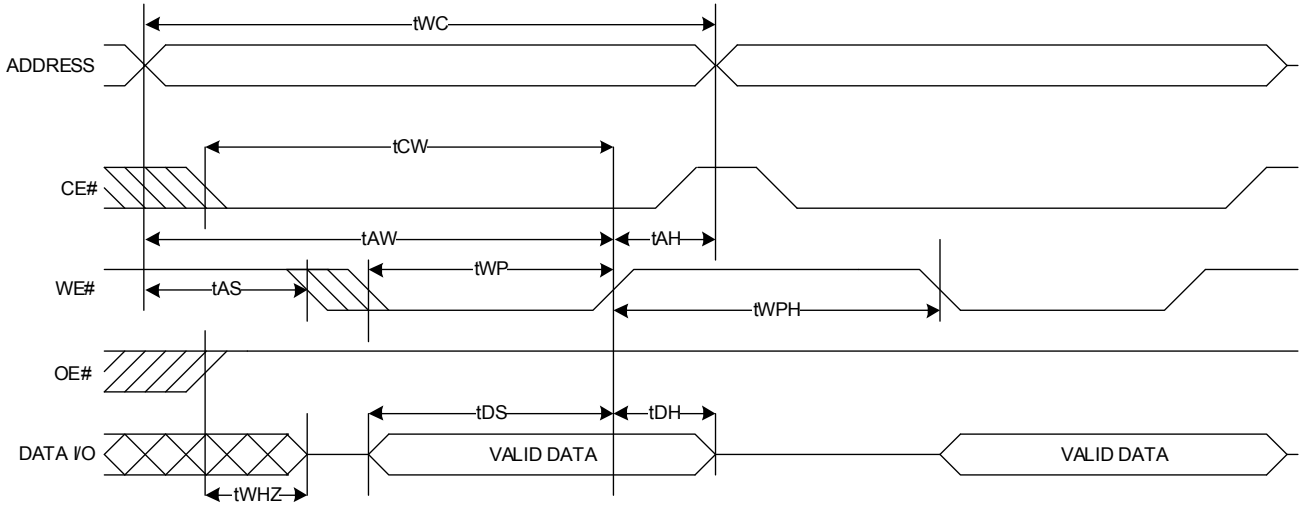 tWC
ADDRESS
tCW
CE#
tAW
tAH
tWP
WE#
tAS
tWPH
OE#
tDS
tDH
DATA I/O
VALID DATA
VALID DATA
tWHZ